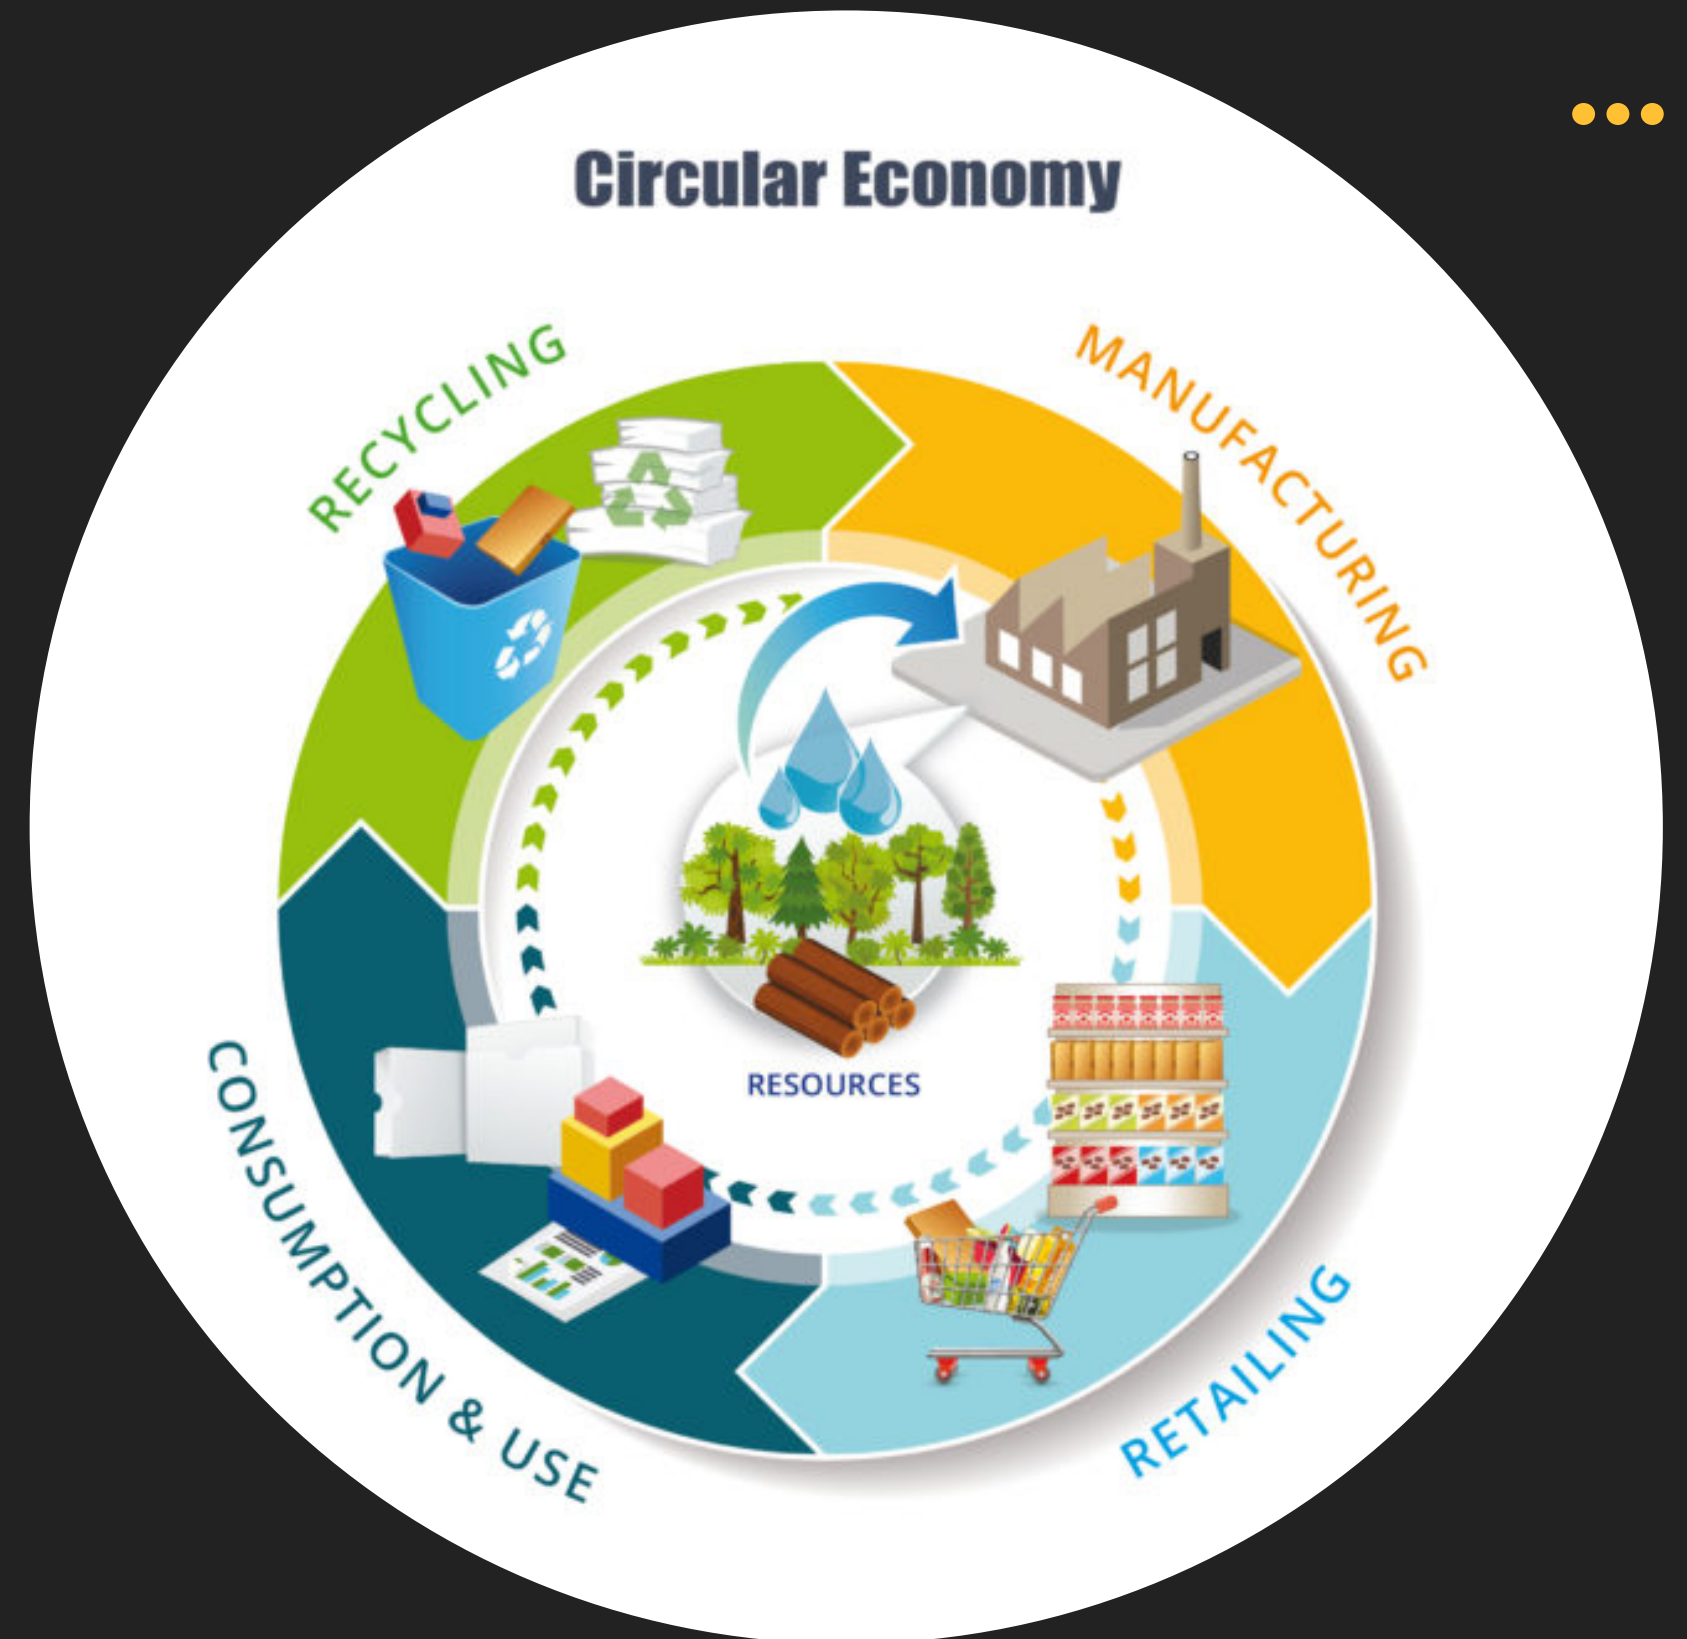 Circular Economy
RECYCLING
MANUFACTURING
RESOURCES
CONSUMPTION & USE
RETAILING